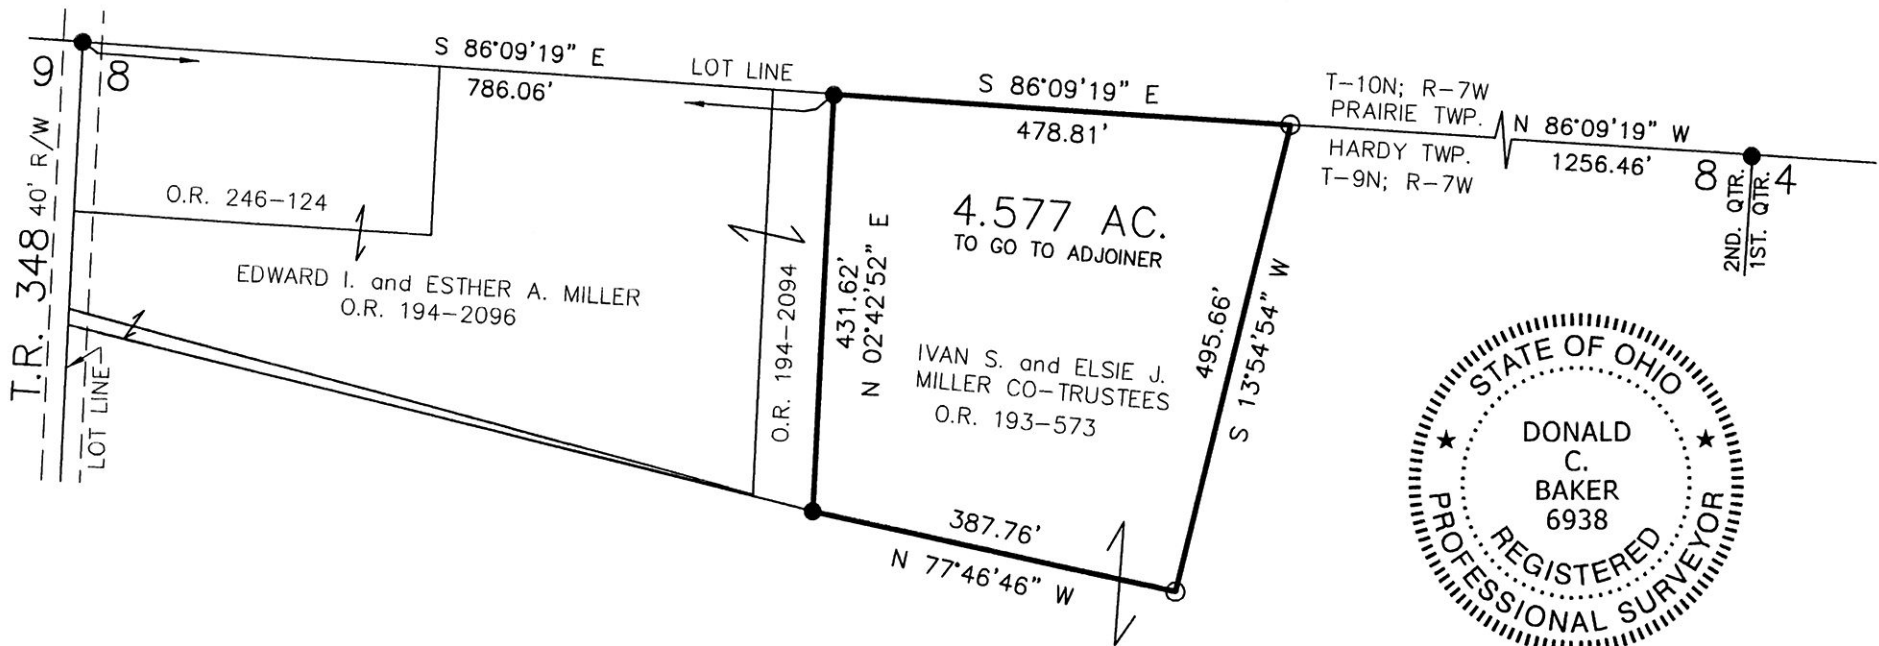 9
8
T.R. 348 40' R/W
LOT LINE
S 86°09'19" E
786.06'
LOT LINE
O.R. 246-124
EDWARD I. and ESTHER A. MILLER
O.R. 194-2096
O.R. 194-2094
431.62'
N 02°42'52" E
S 86°09'19" E
478.81'
4.577 AC.
TO GO TO ADJOINER
IVAN S. and ELSIE J.
MILLER CO-TRUSTEES
O.R. 193-573
495.66'
S 13°54'54" W
387.76'
N 77°46'46" W
T-10N; R-7W
PRAIRIE TWP.
HARDY TWP.
T-9N; R-7W
N 86°09'19" W
1256.46'
8
4
2ND. QTR.
1ST. QTR.
STATE OF OHIO
DONALD
C.
BAKER
6938
REGISTERED
PROFESSIONAL SURVEYOR